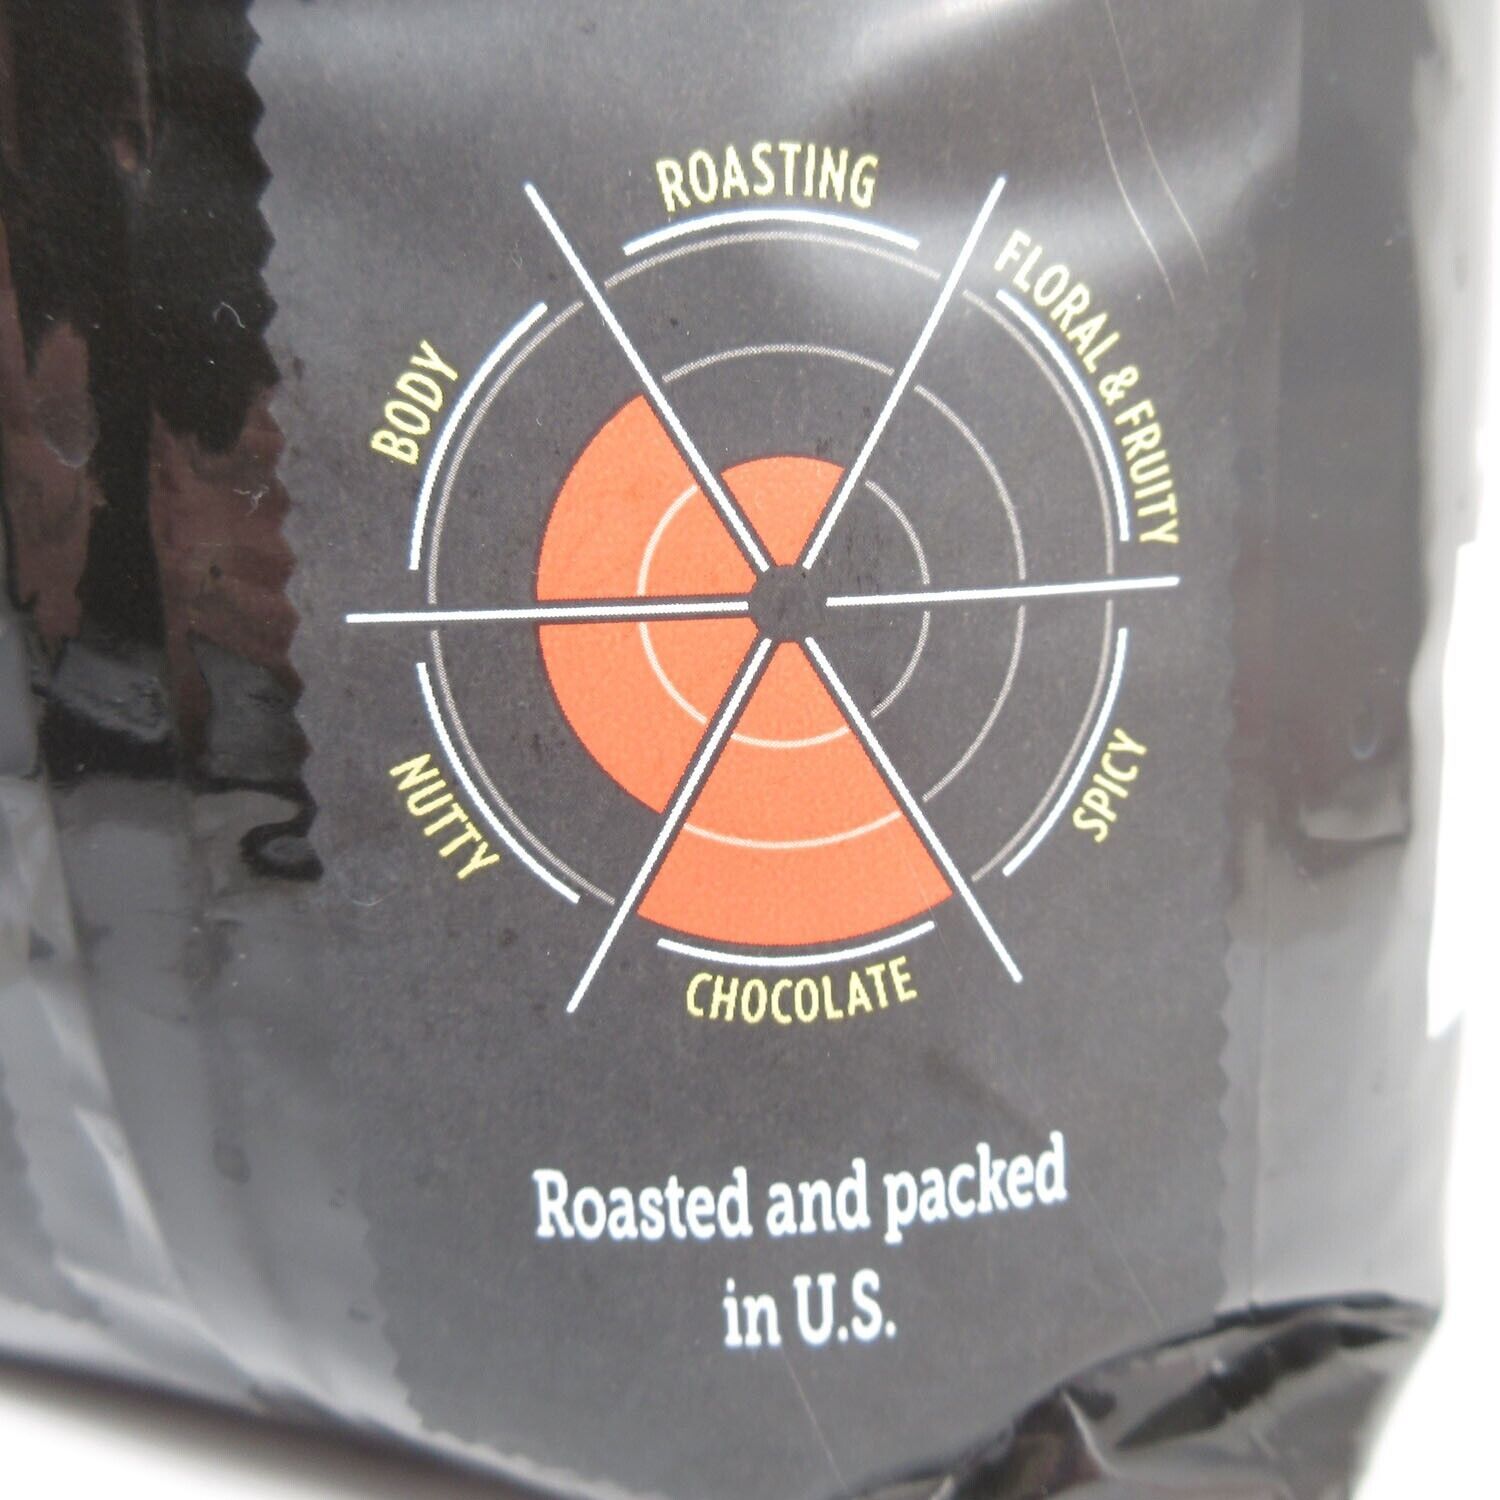 ROASTING
FLORAL & FRUITY
BODY
NUTTY
SPICY
CHOCOLATE
Roasted and packed
in U.S.